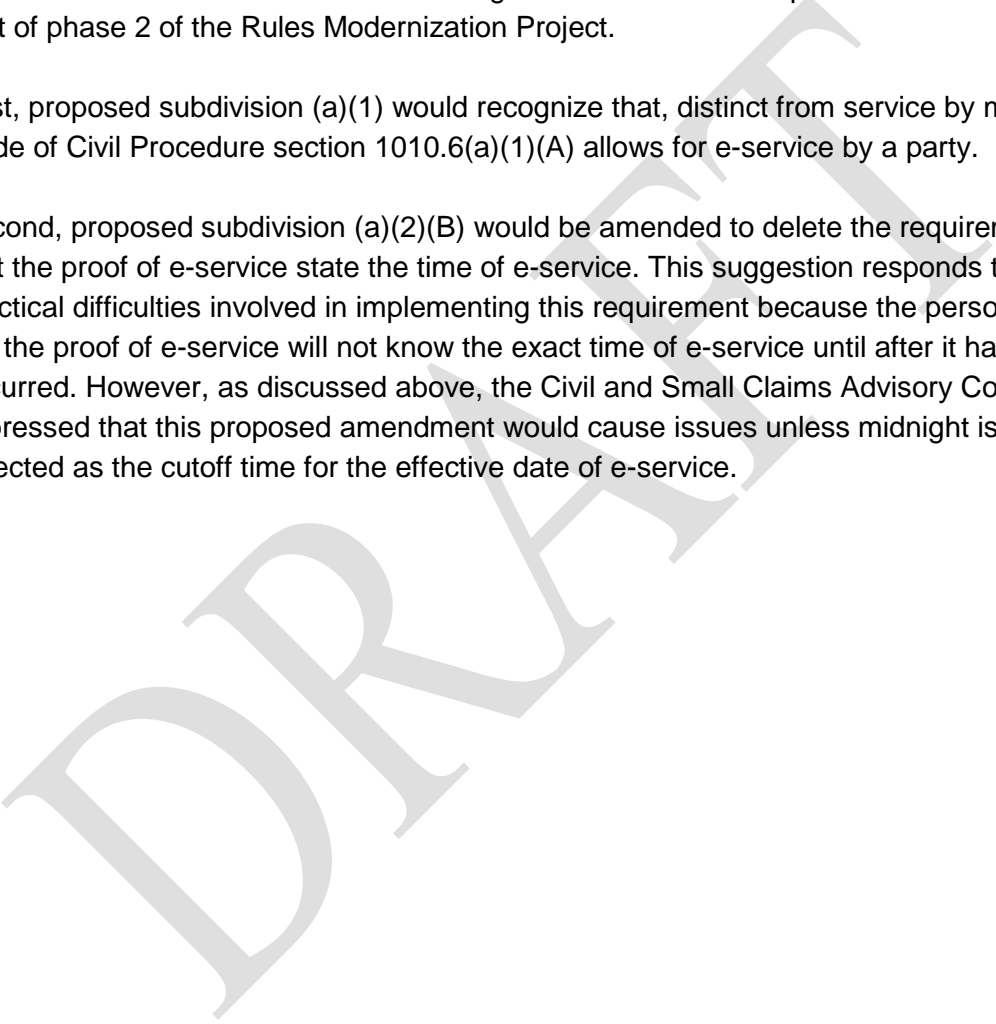 t of phase 2 of the Rules Modernization Project.
st, proposed subdivision (a)(1) would recognize that, distinct from service by m
de of Civil Procedure section 1010.6(a)(1)(A) allows for e-service by a party.
cond, proposed subdivision (a)(2)(B) would be amended to delete the requirer
t the proof of e-service state the time of e-service. This suggestion responds t
ctical difficulties involved in implementing this requirement because the perso
the proof of e-service will not know the exact time of e-service until after it ha
curred. However, as discussed above, the Civil and Small Claims Advisory Co
pressed that this proposed amendment would cause issues unless midnight is
ected as the cutoff time for the effective date of e-service.
DRAFT